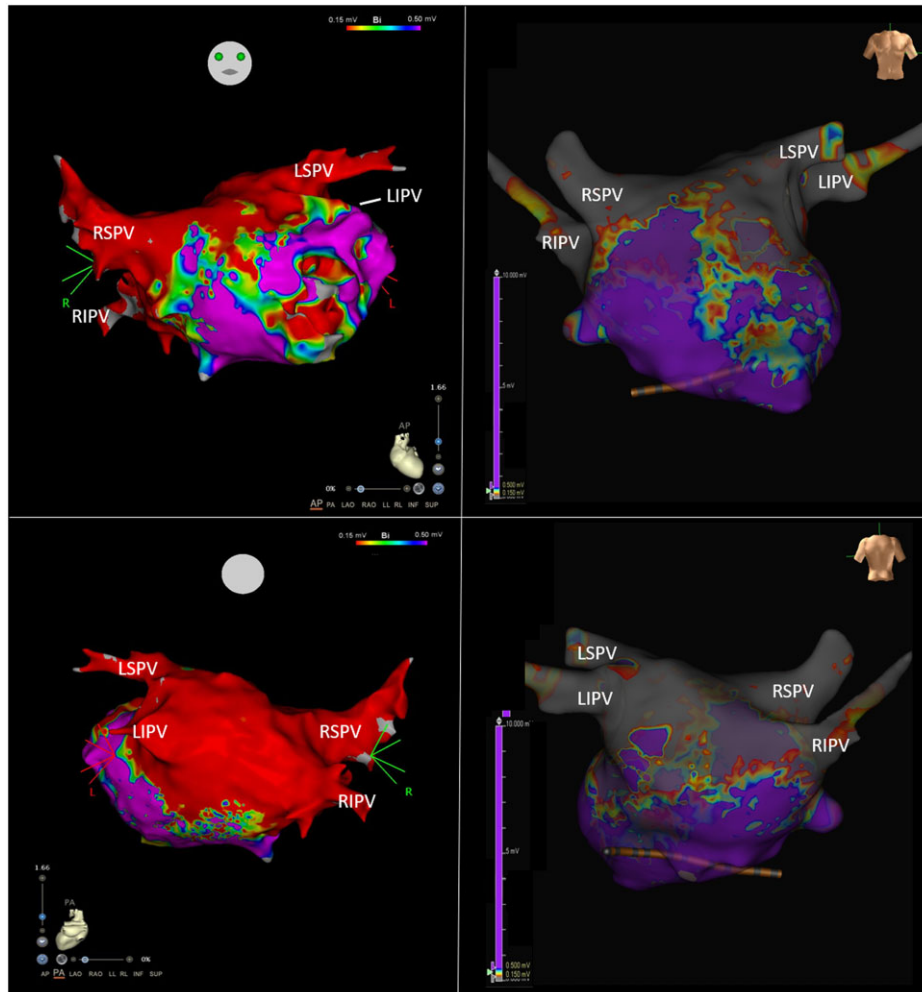 0.15 mV Bi 0.50 mV
LSPV
LIPV
RSPV
R
RIPV
L
1.66
AP
0%
AP PA LAO RAO LL RL INF SUP
LSPV
LIPV
RSPV
RIPV
10.000 mV
5 mV
0.500 mV
0.150 mV
0.15 mV Bi 0.50 mV
LSPV
LIPV
RSPV
L
R
RIPV
1.66
PA
0%
AP PA LAO RAO LL RL INF SUP
LSPV
LIPV
RSPV
RIPV
10.000 mV
5 mV
0.500 mV
0.150 mV